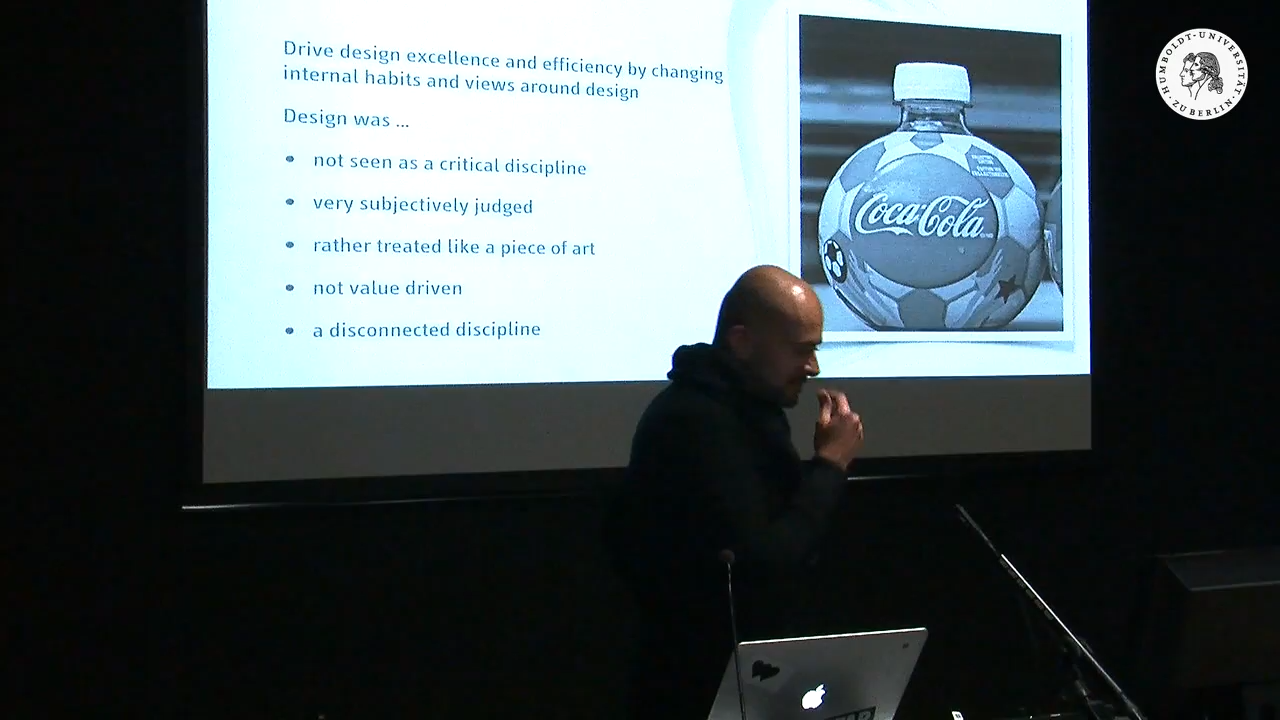 Drive design excellence and efficiency by changing
internal habits and views around design
Design was ...
• not seen as a critical discipline
• very subjectively judged
• rather treated like a piece of art
• not value driven
• a disconnected discipline
Coca-Cola
HUMBOLDT-UNIVERSITÄT
ZU BERLIN